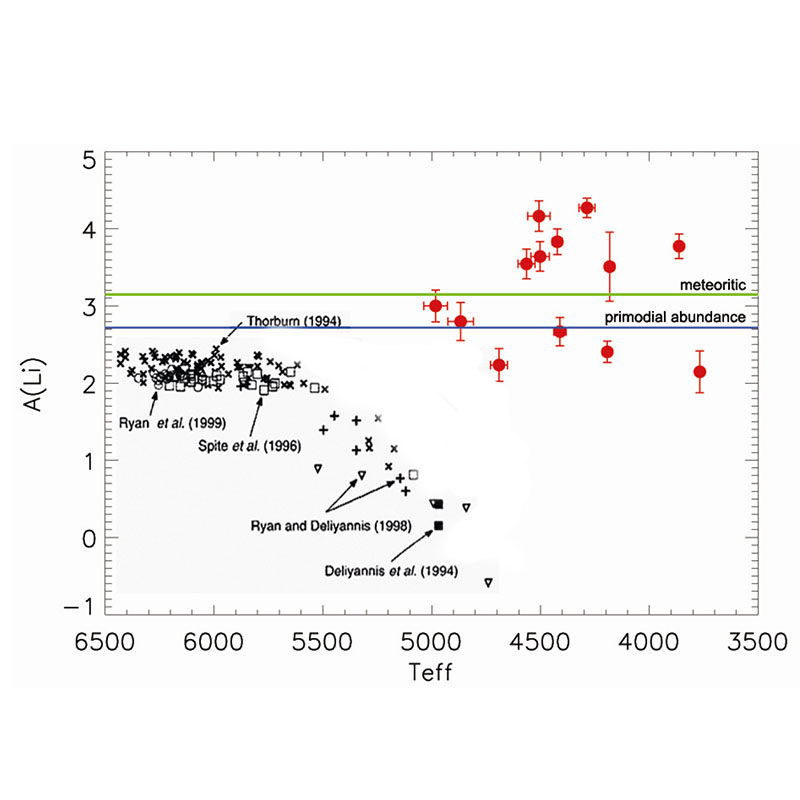 5
4
3
2
1
0
−1
A(Li)
meteoritic
primodial abundance
Thorburn (1994)
Ryan et al. (1999)
Spite et al. (1996)
Ryan and Deliyannis (1998)
Deliyannis et al. (1994)
6500 6000 5500 5000 4500 4000 3500
Teff